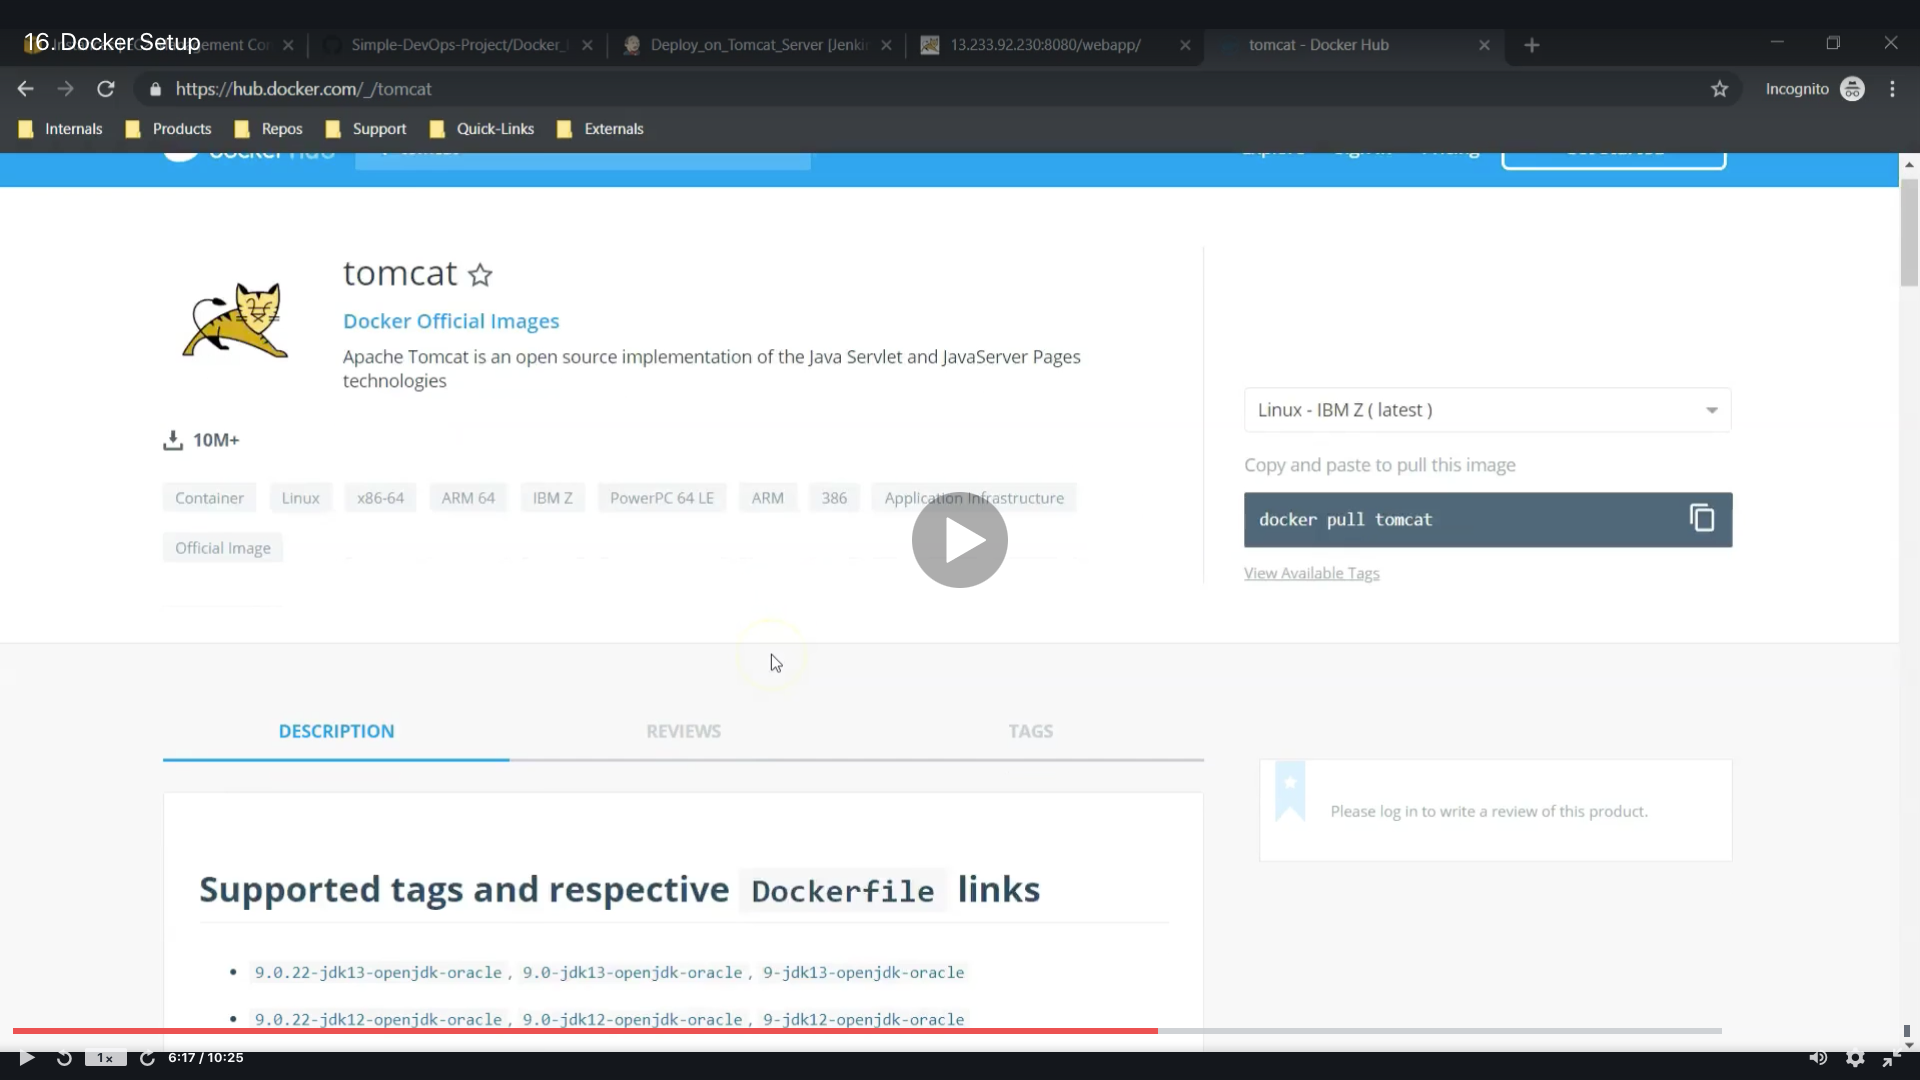 16. Docker Setup
Simple-DevOps-Project/Docker_
Deploy_on_Tomcat_Server [Jenki
13.233.92.230:8080/webapp/
tomcat - Docker Hub
https://hub.docker.com/_/tomcat
Incognito
Internals
Products
Repos
Support
Quick-Links
Externals
tomcat
Docker Official Images
Apache Tomcat is an open source implementation of the Java Servlet and JavaServer Pages
technologies
Linux - IBM Z ( latest )
10M+
Copy and paste to pull this image
Container
Linux
x86-64
ARM 64
IBM Z
PowerPC 64 LE
ARM
386
Application Infrastructure
docker pull tomcat
Official Image
View Available Tags
DESCRIPTION
REVIEWS
TAGS
Please log in to write a review of this product.
Supported tags and respective Dockerfile links
• 9.0.22-jdk13-openjdk-oracle, 9.0-jdk13-openjdk-oracle, 9-jdk13-openjdk-oracle
• 9.0.22-jdk12-openjdk-oracle, 9.0-jdk12-openjdk-oracle, 9-jdk12-openjdk-oracle
1x
6:17 / 10:25